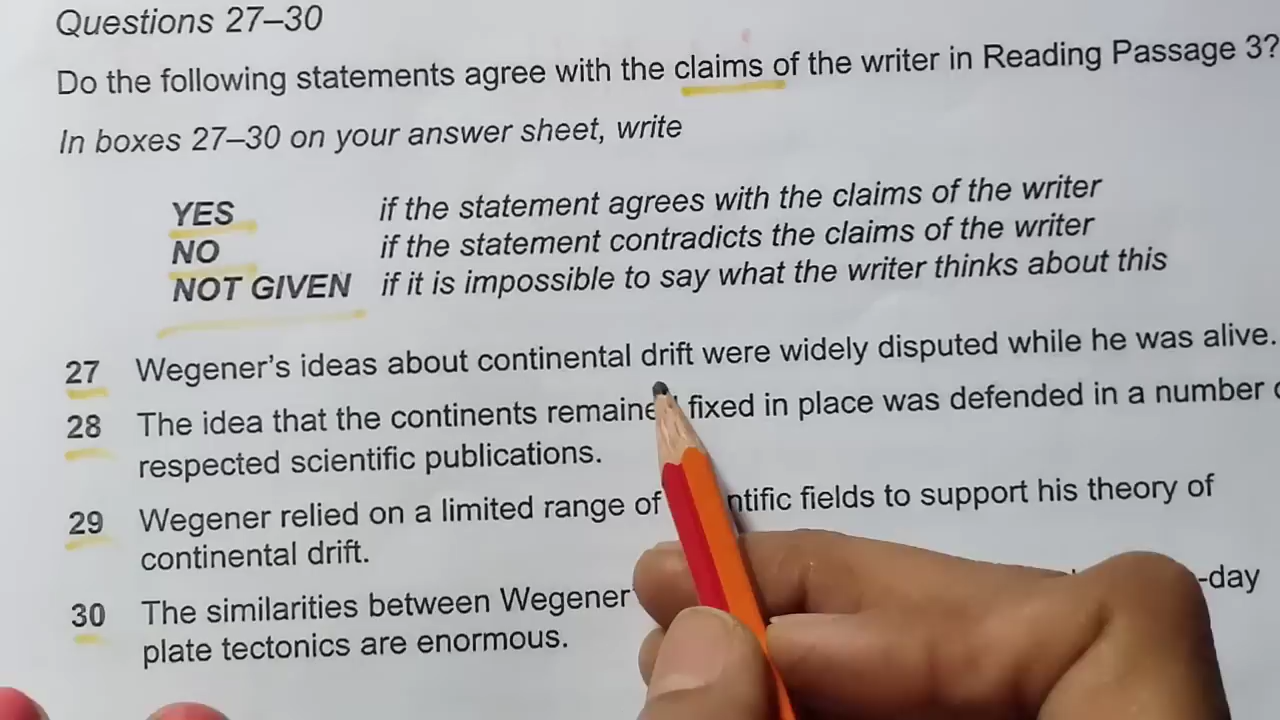 Questions 27–30
Do the following statements agree with the claims of the writer in Reading Passage 3?
In boxes 27–30 on your answer sheet, write
YES if the statement agrees with the claims of the writer
NO if the statement contradicts the claims of the writer
NOT GIVEN if it is impossible to say what the writer thinks about this
27 Wegener's ideas about continental drift were widely disputed while he was alive.
28 The idea that the continents remained fixed in place was defended in a number
respected scientific publications.
29 Wegener relied on a limited range of fields to support his theory of
continental drift.
30 The similarities between Wegener -day
plate tectonics are enormous.